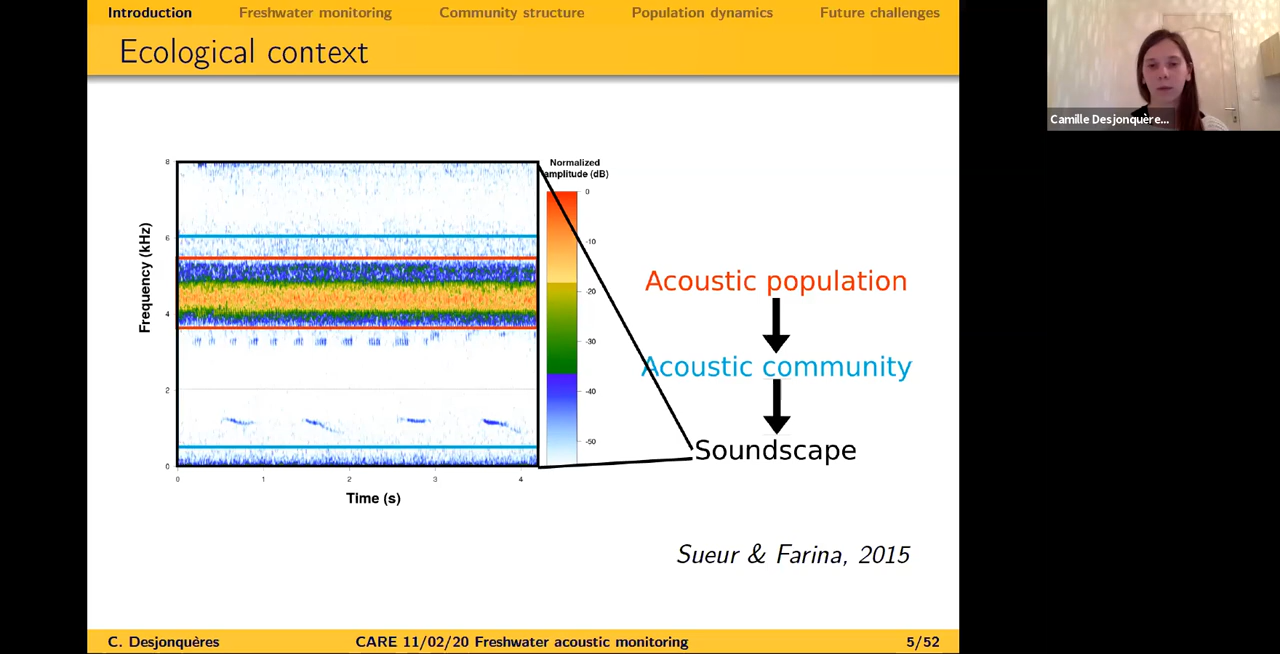 Introduction Freshwater monitoring Community structure Population dynamics Future challenges
Ecological context
Camille Desjonquère...
Normalized
amplitude (dB)
8
6
4
2
0
Frequency (kHz)
0
-10
-20
-30
-40
-50
0 1 2 3 4
Time (s)
Acoustic population
Acoustic community
Soundscape
Sueur & Farina, 2015
C. Desjonquères CARE 11/02/20 Freshwater acoustic monitoring 5/52